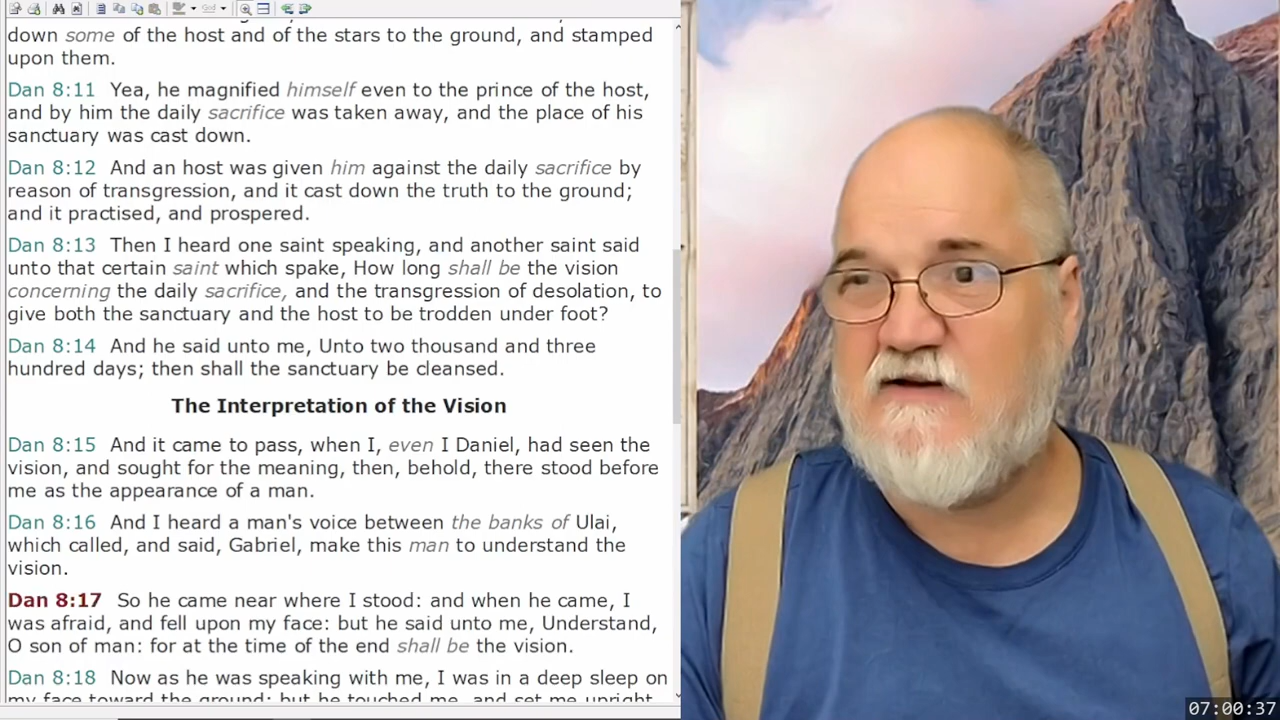 down some of the host and of the stars to the ground, and stamped
upon them.
Dan 8:11 Yea, he magnified himself even to the prince of the host,
and by him the daily sacrifice was taken away, and the place of his
sanctuary was cast down.
Dan 8:12 And an host was given him against the daily sacrifice by
reason of transgression, and it cast down the truth to the ground;
and it practised, and prospered.
Dan 8:13 Then I heard one saint speaking, and another saint said
unto that certain saint which spake, How long shall be the vision
concerning the daily sacrifice, and the transgression of desolation, to
give both the sanctuary and the host to be trodden under foot?
Dan 8:14 And he said unto me, Unto two thousand and three
hundred days; then shall the sanctuary be cleansed.
The Interpretation of the Vision
Dan 8:15 And it came to pass, when I, even I Daniel, had seen the
vision, and sought for the meaning, then, behold, there stood before
me as the appearance of a man.
Dan 8:16 And I heard a man's voice between the banks of Ulai,
which called, and said, Gabriel, make this man to understand the
vision.
Dan 8:17 So he came near where I stood: and when he came, I
was afraid, and fell upon my face: but he said unto me, Understand,
O son of man: for at the time of the end shall be the vision.
Dan 8:18 Now as he was speaking with me, I was in a deep sleep on
my face toward the ground: but he touched me, and set me upright.
07:00:37